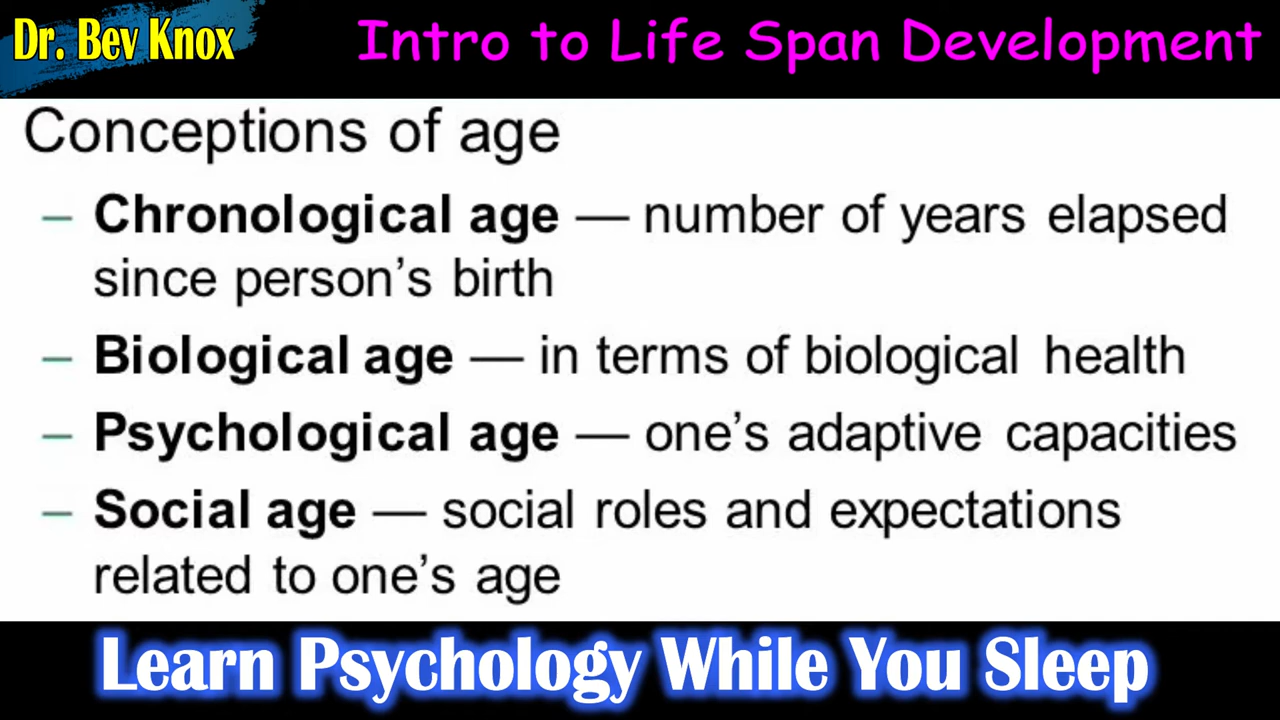 Dr. Bev Knox
Intro to Life Span Development
Conceptions of age
– Chronological age — number of years elapsed
since person’s birth
– Biological age — in terms of biological health
– Psychological age — one’s adaptive capacities
– Social age — social roles and expectations
related to one’s age
Learn Psychology While You Sleep